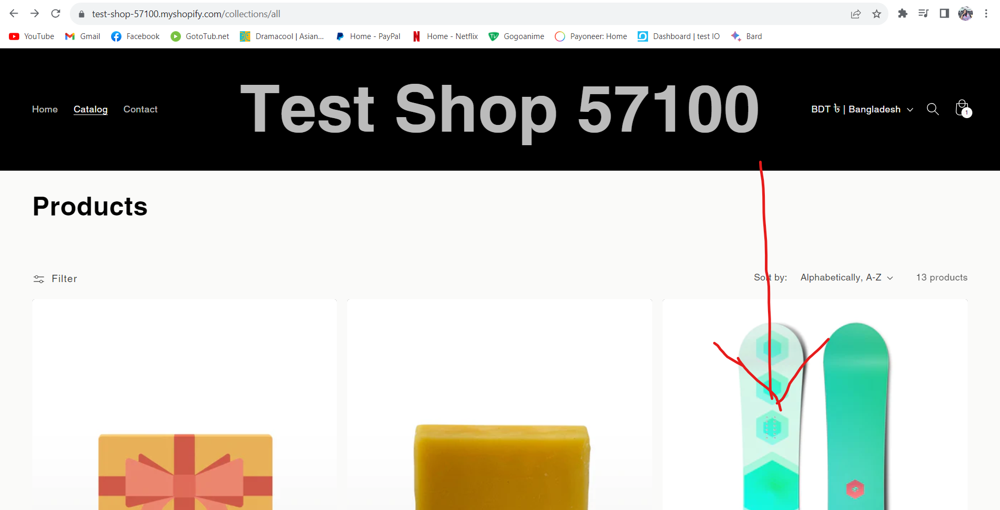 test-shop-57100.myshopify.com/collections/all
YouTube Gmail Facebook GotoTub.net Dramacool | Asian... Home - PayPal Home - Netflix Gogoanime Payoneer: Home Dashboard | test IO Bard
Home Catalog Contact Test Shop 57100 BDT ৳ | Bangladesh 1
Products
Filter Sort by: Alphabetically, A-Z 13 products